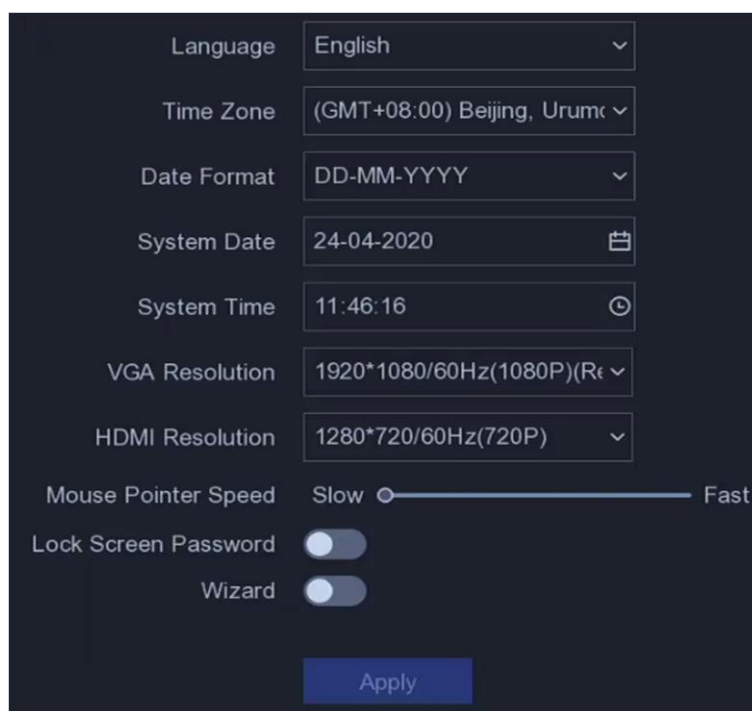 Language English
Time Zone (GMT+08:00) Beijing,
Date Format DD-MM-YYYY
System Date 24-04-2020
System Time 11:46:16
VGA Resolution 1920*1080/60Hz(1080P)
HDMI Resolution 1280*720/60Hz(720P)
Mouse Pointer Speed Slow Fast
Lock Screen Password
Wizard
Apply